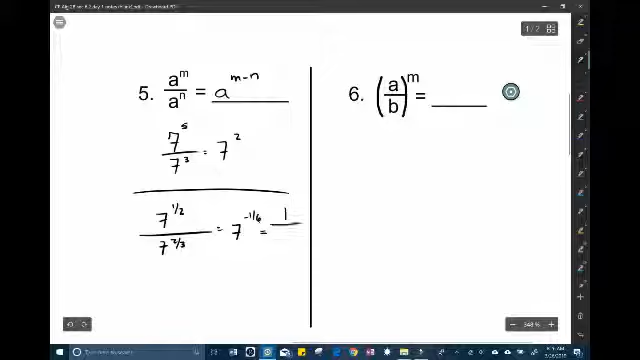 1 / 2
5. a^m / a^n = a^(m-n)
6. (a/b)^m = ______
7^5 / 7^3 = 7^2
7^(1/2) / 7^(2/3) = 7^(-1/6) = 1
348 %